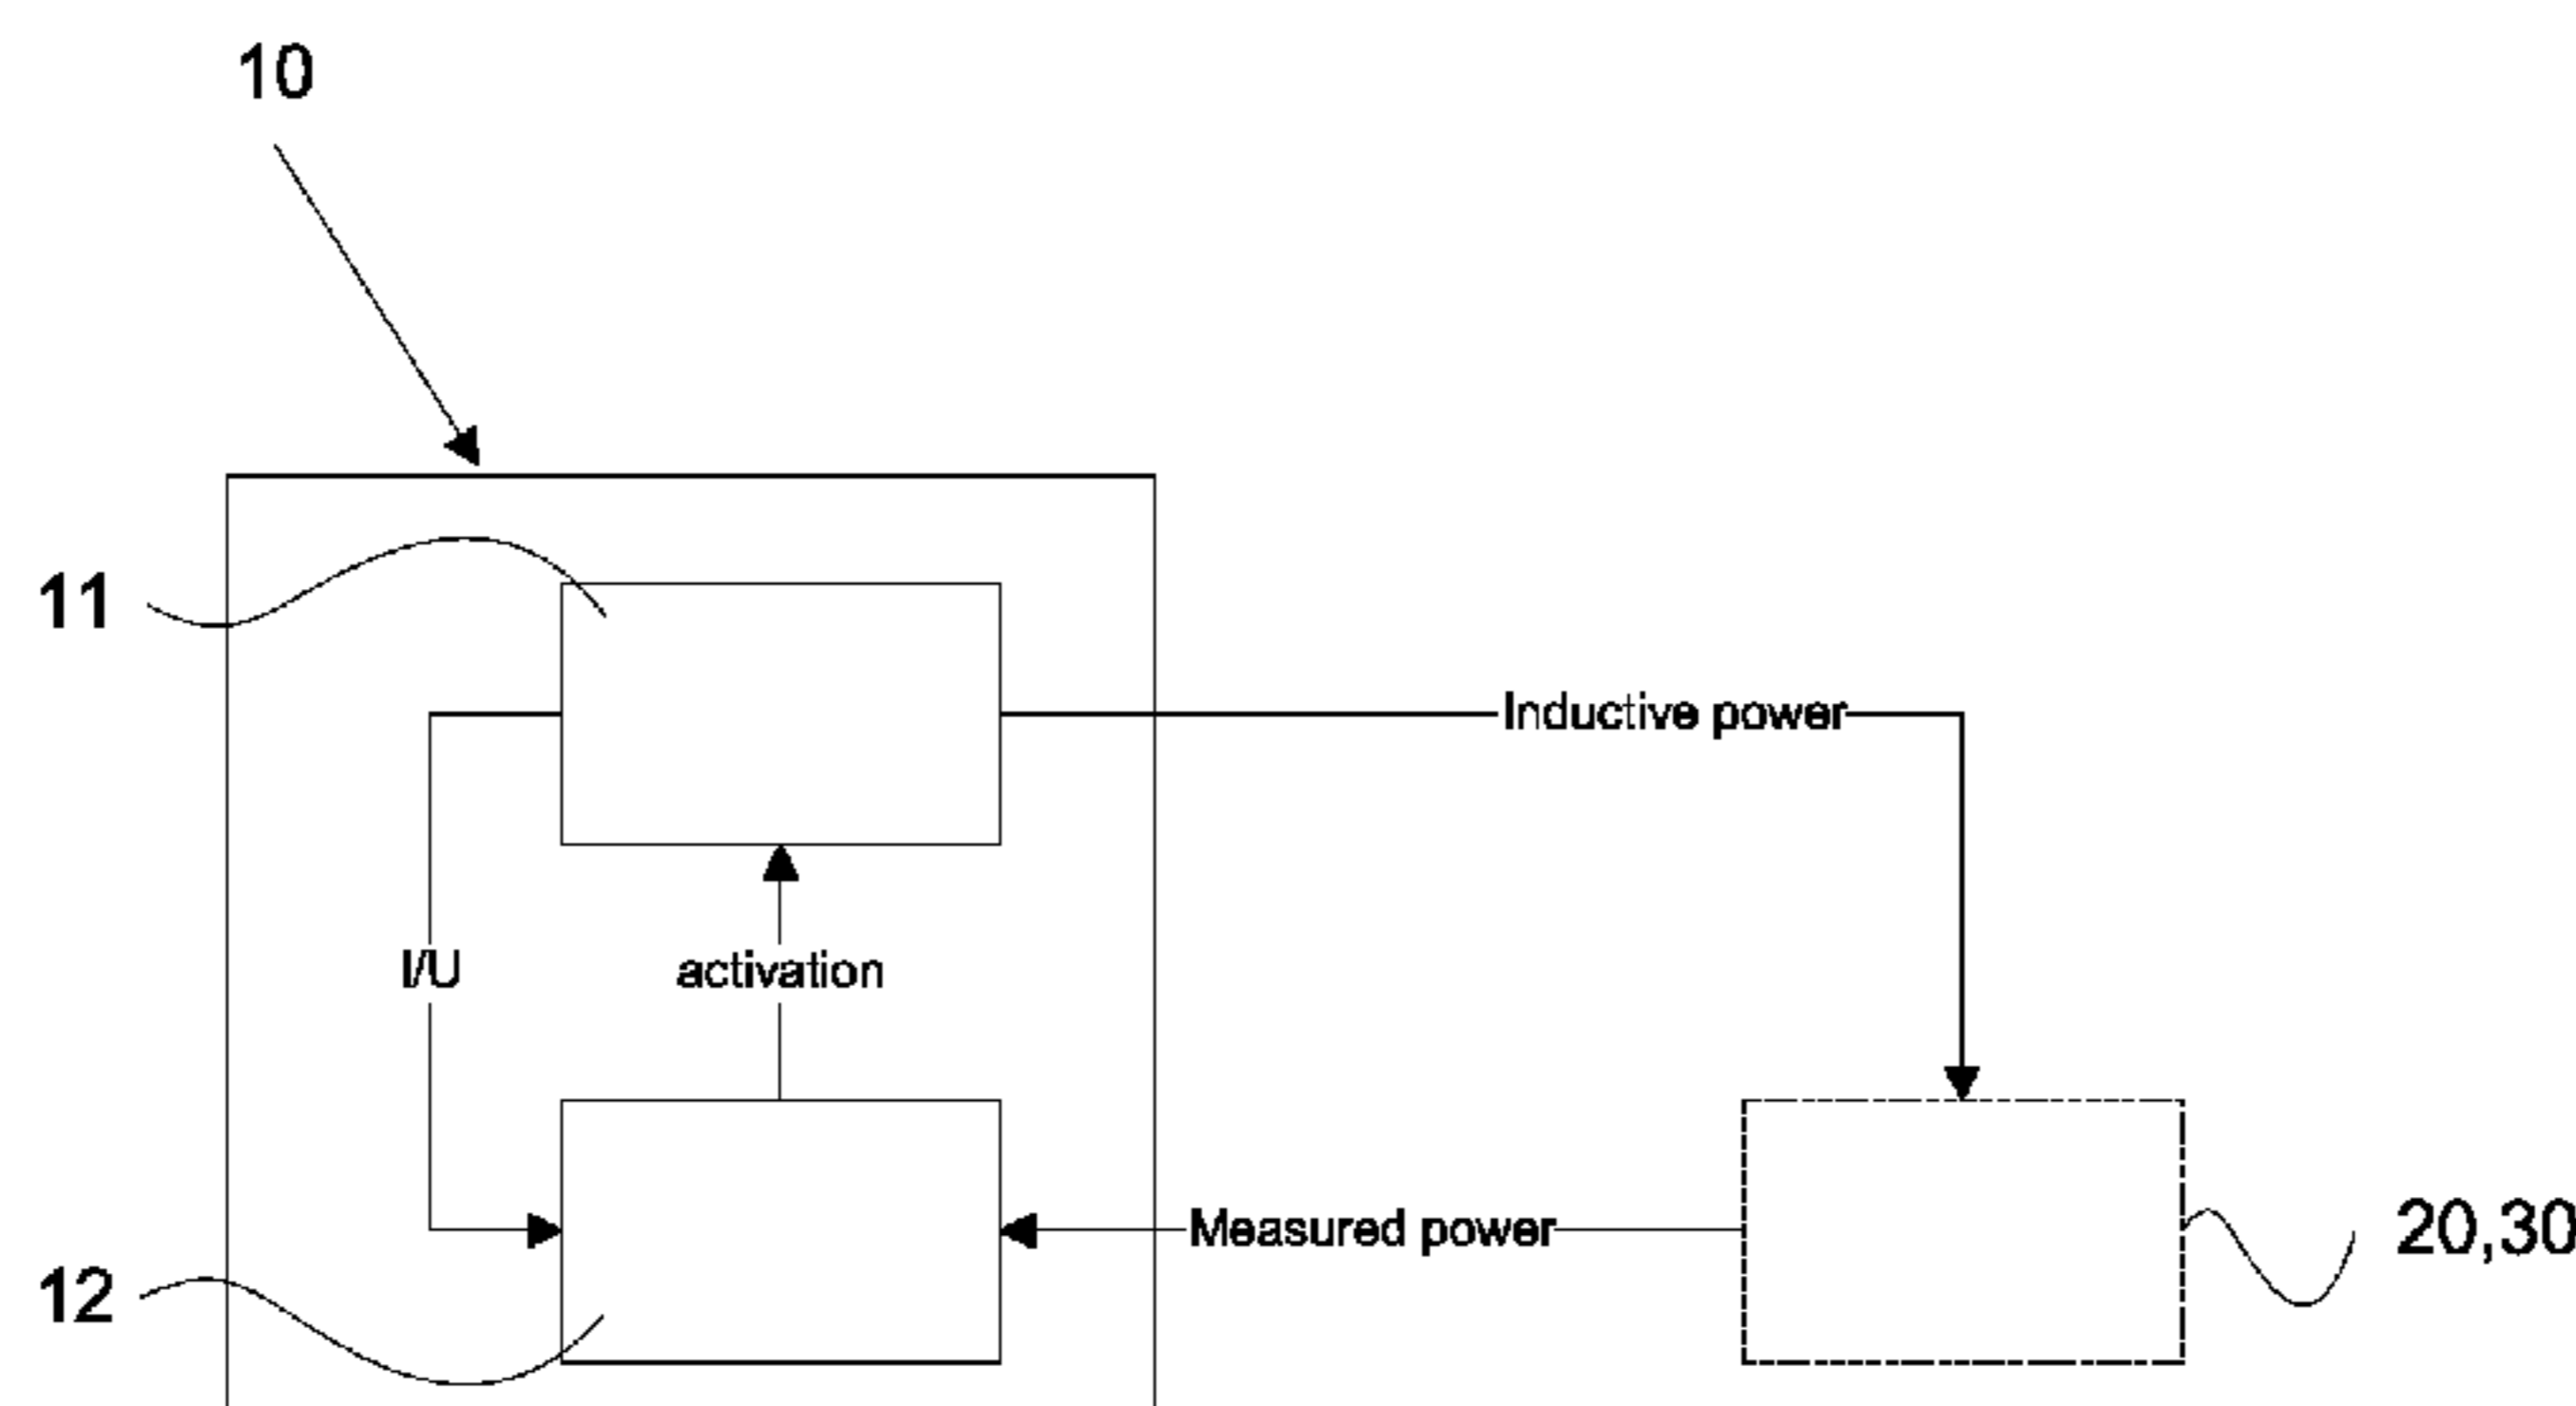 10
11
Inductive power
I/U
activation
Measured power
20,30
12